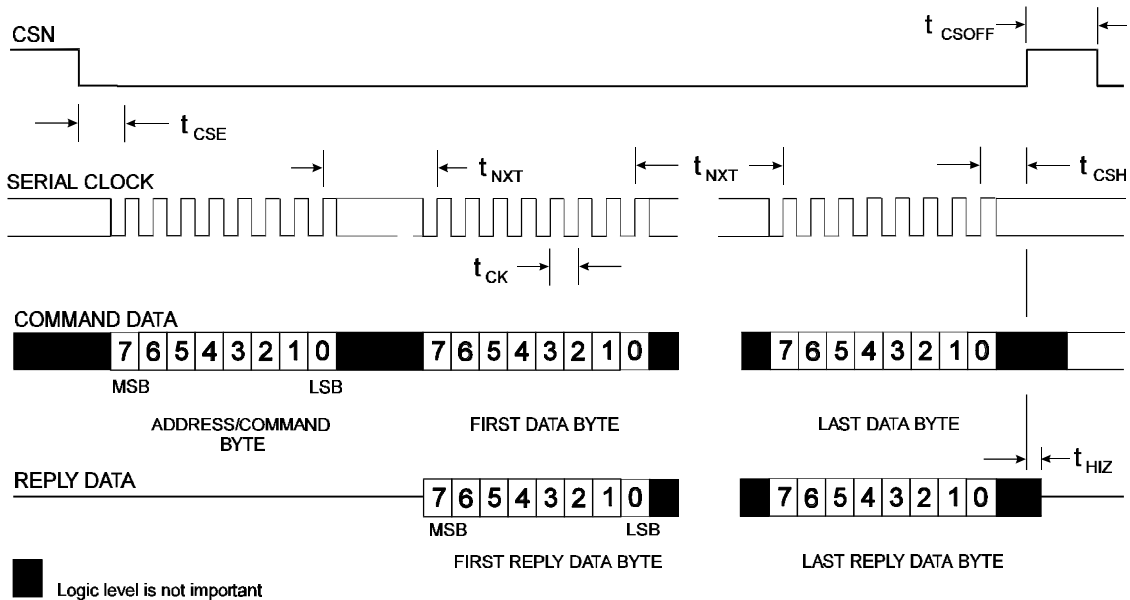 CSN
t CSOFF
t CSE
t NXT
t NXT
t CSH
SERIAL CLOCK
t CK
COMMAND DATA
7 6 5 4 3 2 1 0
7 6 5 4 3 2 1 0
7 6 5 4 3 2 1 0
MSB
LSB
ADDRESS/COMMAND
BYTE
FIRST DATA BYTE
LAST DATA BYTE
t HIZ
REPLY DATA
7 6 5 4 3 2 1 0
7 6 5 4 3 2 1 0
MSB
LSB
FIRST REPLY DATA BYTE
LAST REPLY DATA BYTE
Logic level is not important